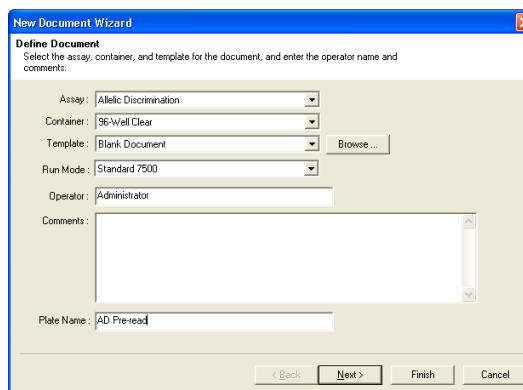 New Document Wizard
Define Document
Select the assay, container, and template for the document, and enter the operator name and
comments.
Assay : Allelic Discrimination
Container : 96-Well Clear
Template : Blank Document Browse ...
Run Mode : Standard 7500
Operator : Administrator
Comments :
Plate Name : AD Pre-read
< Back Next > Finish Cancel